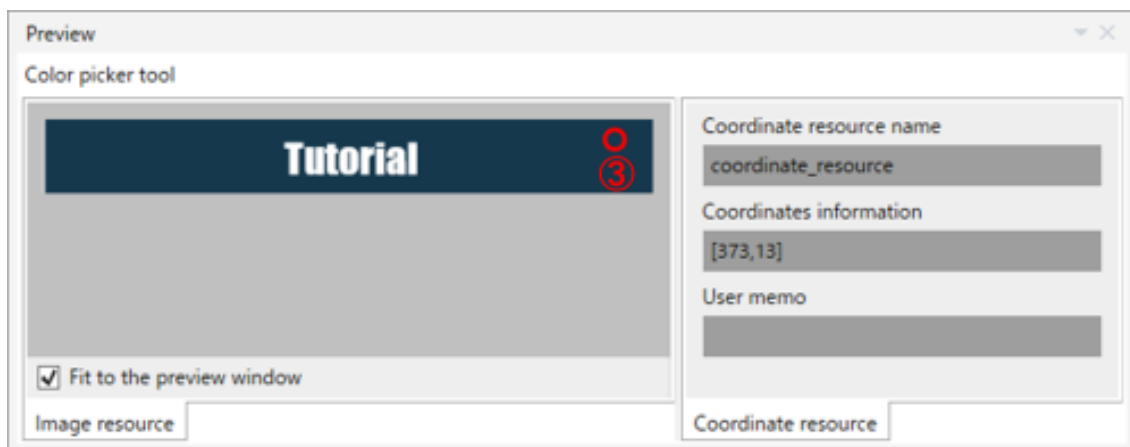 Preview
Color picker tool
Tutorial
③
Fit to the preview window
Image resource
Coordinate resource name
coordinate_resource
Coordinates information
[373,13]
User memo
Coordinate resource